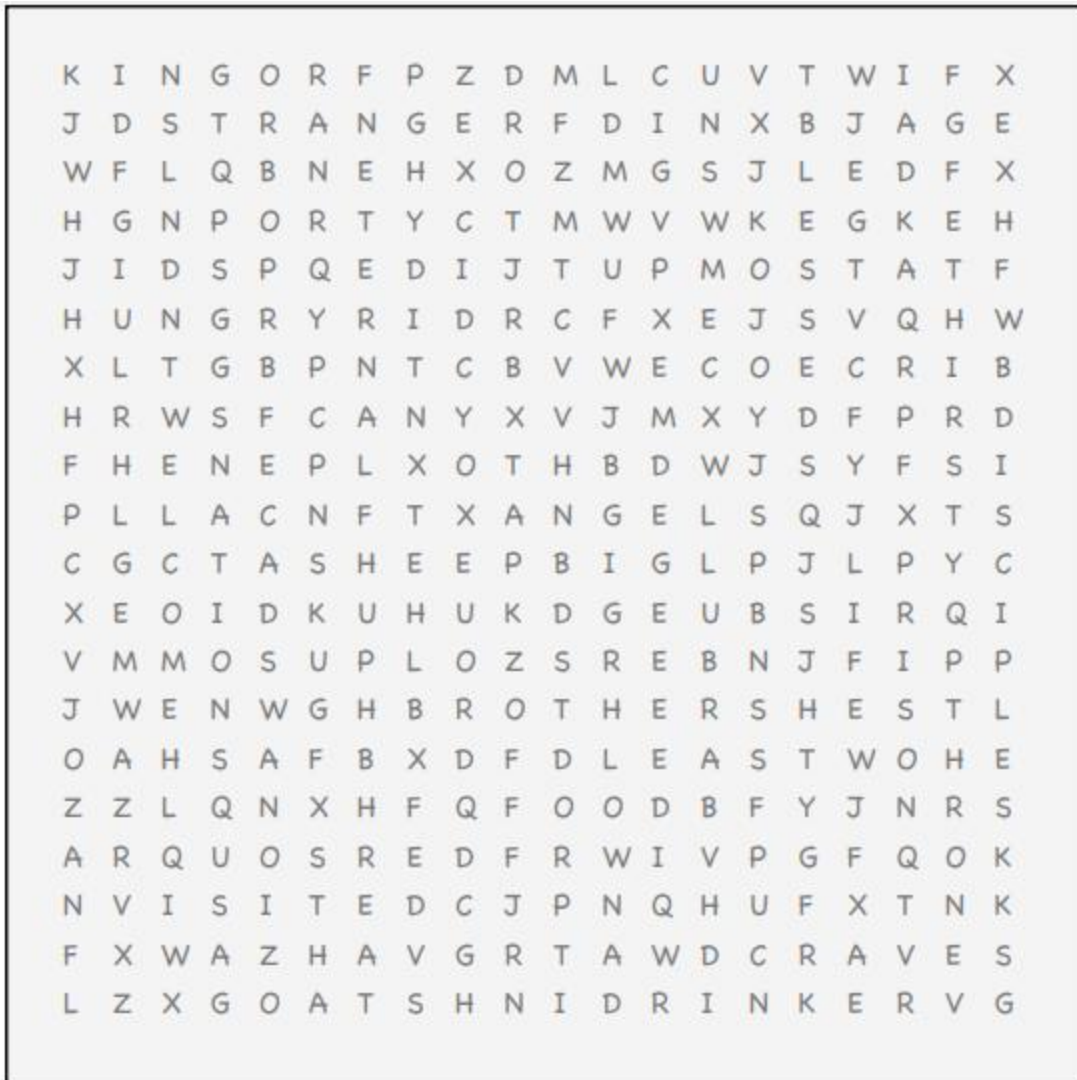 K I N G O R F P Z D M L C U V T W I F X
J D S T R A N G E R F D I N X B J A G E
W F L Q B N E H X O Z M G S J L E D F X
H G N P O R T Y C T M W V W K E G K E H
J I D S P Q E D I J T U P M O S T A T F
H U N G R Y R I D R C F X E J S V Q H W
X L T G B P N T C B V W E C O E C R I B
H R W S F C A N Y X V J M X Y D F P R D
F H E N E P L X O T H B D W J S Y F S I
P L L A C N F T X A N G E L S Q J X T S
C G C T A S H E E P B I G L P J L P Y C
X E O I D K U H U K D G E U B S I R Q I
V M M O S U P L O Z S R E B N J F I P P
J W E N W G H B R O T H E R S H E S T L
O A H S A F B X D F D L E A S T W O H E
Z Z L Q N X H F Q F O O D B F Y J N R S
A R Q U O S R E D F R W I V P G F Q O K
N V I S I T E D C J P N Q H U F X T N K
F X W A Z H A V G R T A W D C R A V E S
L Z X G O A T S H N I D R I N K E R V G